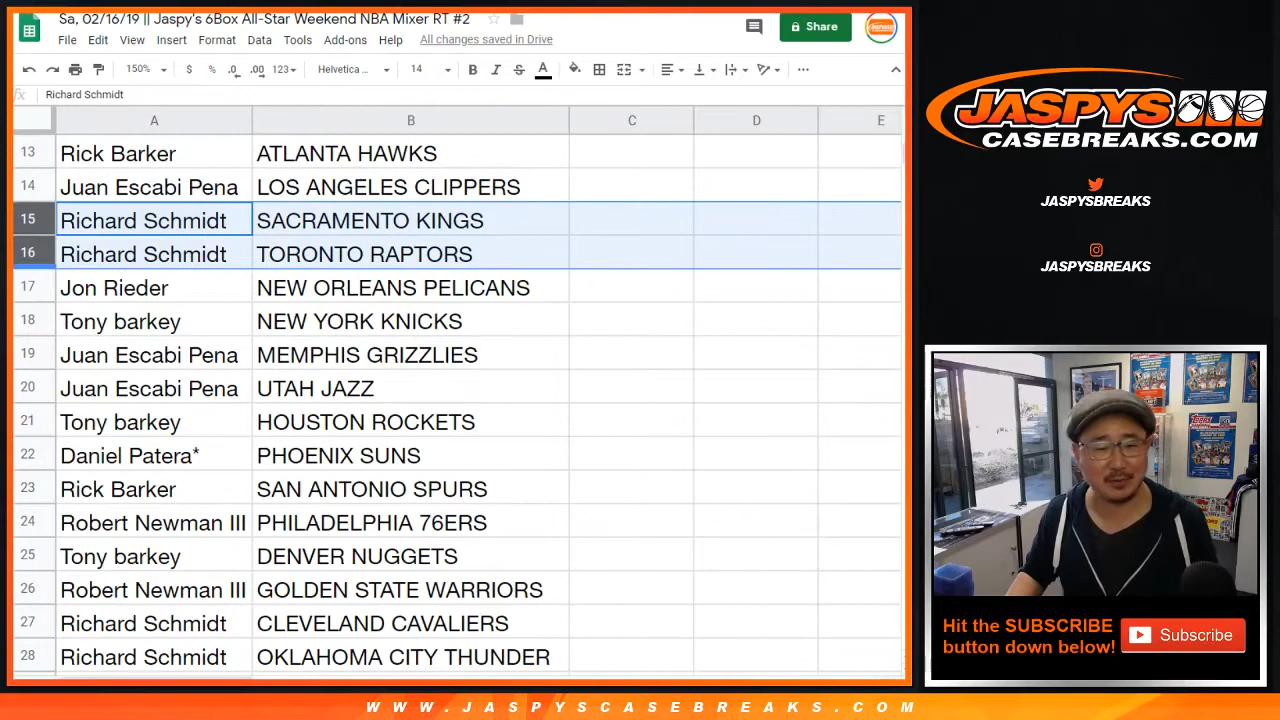 Sa, 02/16/19 || Jaspy's 6Box All-Star Weekend NBA Mixer RT #2
File Edit View Insert Format Data Tools Add-ons Help All changes saved in Drive
Share
150% $ % .0 .00 123 Helvetica ... 14 B I S A
fx Richard Schmidt
A B C D E
13 Rick Barker ATLANTA HAWKS
14 Juan Escabi Pena LOS ANGELES CLIPPERS
15 Richard Schmidt SACRAMENTO KINGS
16 Richard Schmidt TORONTO RAPTORS
17 Jon Rieder NEW ORLEANS PELICANS
18 Tony barkey NEW YORK KNICKS
19 Juan Escabi Pena MEMPHIS GRIZZLIES
20 Juan Escabi Pena UTAH JAZZ
21 Tony barkey HOUSTON ROCKETS
22 Daniel Patera* PHOENIX SUNS
23 Rick Barker SAN ANTONIO SPURS
24 Robert Newman III PHILADELPHIA 76ERS
25 Tony barkey DENVER NUGGETS
26 Robert Newman III GOLDEN STATE WARRIORS
27 Richard Schmidt CLEVELAND CAVALIERS
28 Richard Schmidt OKLAHOMA CITY THUNDER
JASPYS
CASEBREAKS.COM
JASPYSBREAKS
JASPYSBREAKS
Hit the SUBSCRIBE
button down below!
Subscribe
WWW.JASPYSCASEBREAKS.COM